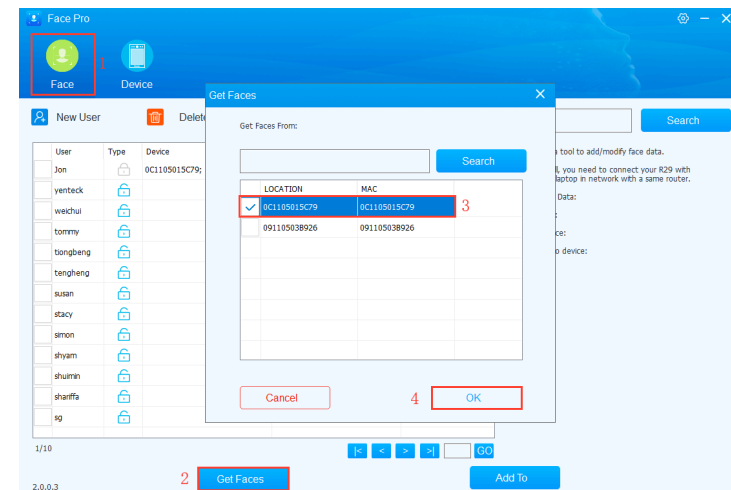 Face Pro
1
Face
Device
New User
Delete
Search
User Type Device
Jon 0C1105015C79;
yenteck
weichui
tommy
tiongbeng
tengheng
susan
stacy
simon
shyam
shuimin
shariffa
sg
Get Faces
Get Faces From:
Search
LOCATION MAC
0C1105015C79 0C1105015C79
3
09110503B926 09110503B926
Cancel
4
OK
a tool to add/modify face data.
, you need to connect your R29 with
laptop in network with a same router.
Data:
:
ce:
o device:
1/10
|< < > >| GO
2
Get Faces
Add To
2.0.0.3